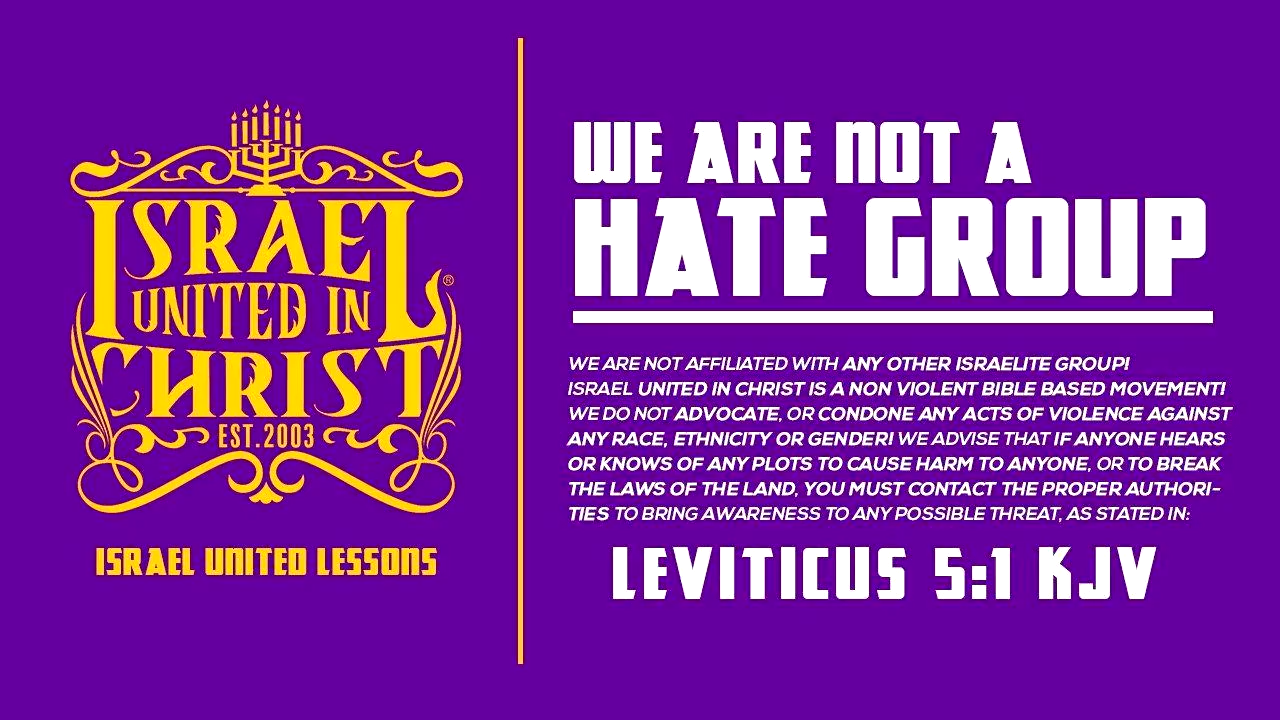 ISRAEL
UNITED IN
CHRIST
®
EST.2003
ISRAEL UNITED LESSONS
WE ARE NOT A
HATE GROUP
WE ARE NOT AFFILIATED WITH ANY OTHER ISRAELITE GROUP!
ISRAEL UNITED IN CHRIST IS A NON VIOLENT BIBLE BASED MOVEMENT!
WE DO NOT ADVOCATE, OR CONDONE ANY ACTS OF VIOLENCE AGAINST
ANY RACE, ETHNICITY OR GENDER! WE ADVISE THAT IF ANYONE HEARS
OR KNOWS OF ANY PLOTS TO CAUSE HARM TO ANYONE, OR TO BREAK
THE LAWS OF THE LAND, YOU MUST CONTACT THE PROPER AUTHORI-
TIES TO BRING AWARENESS TO ANY POSSIBLE THREAT, AS STATED IN:
LEVITICUS 5:1 KJV